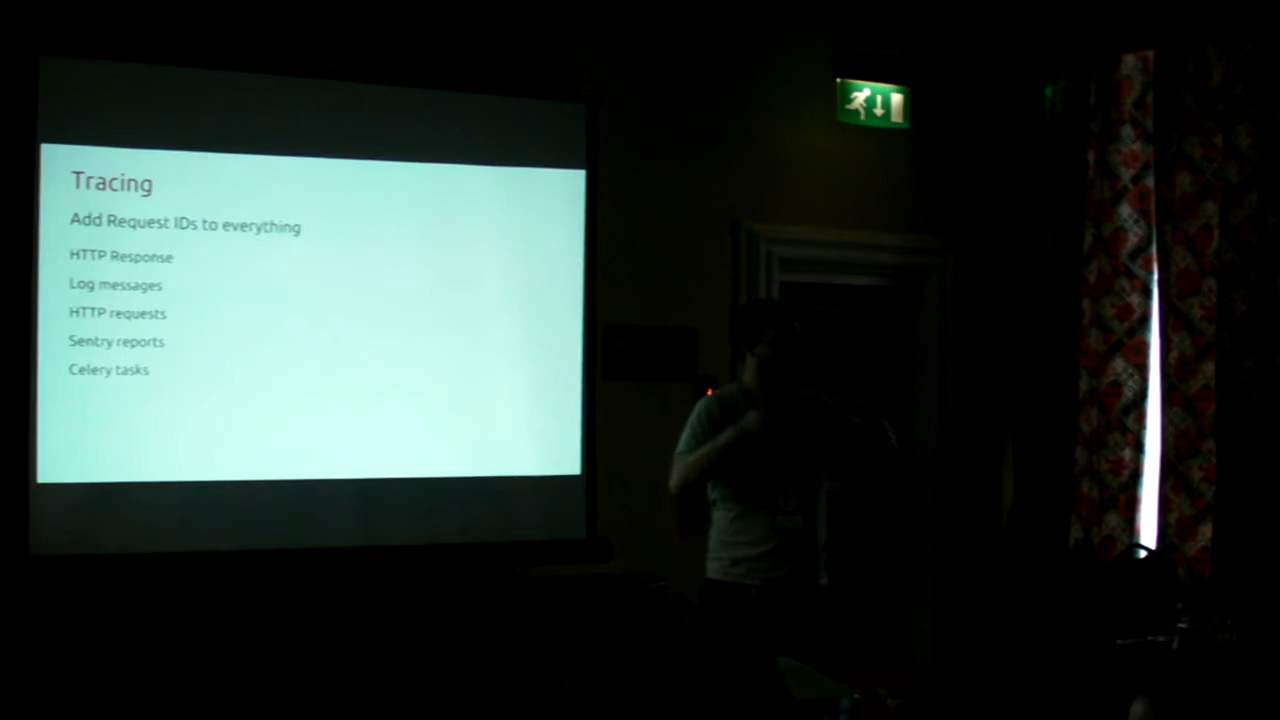 Tracing
Add Request IDs to everything
HTTP Response
Log messages
HTTP requests
Sentry reports
Celery tasks